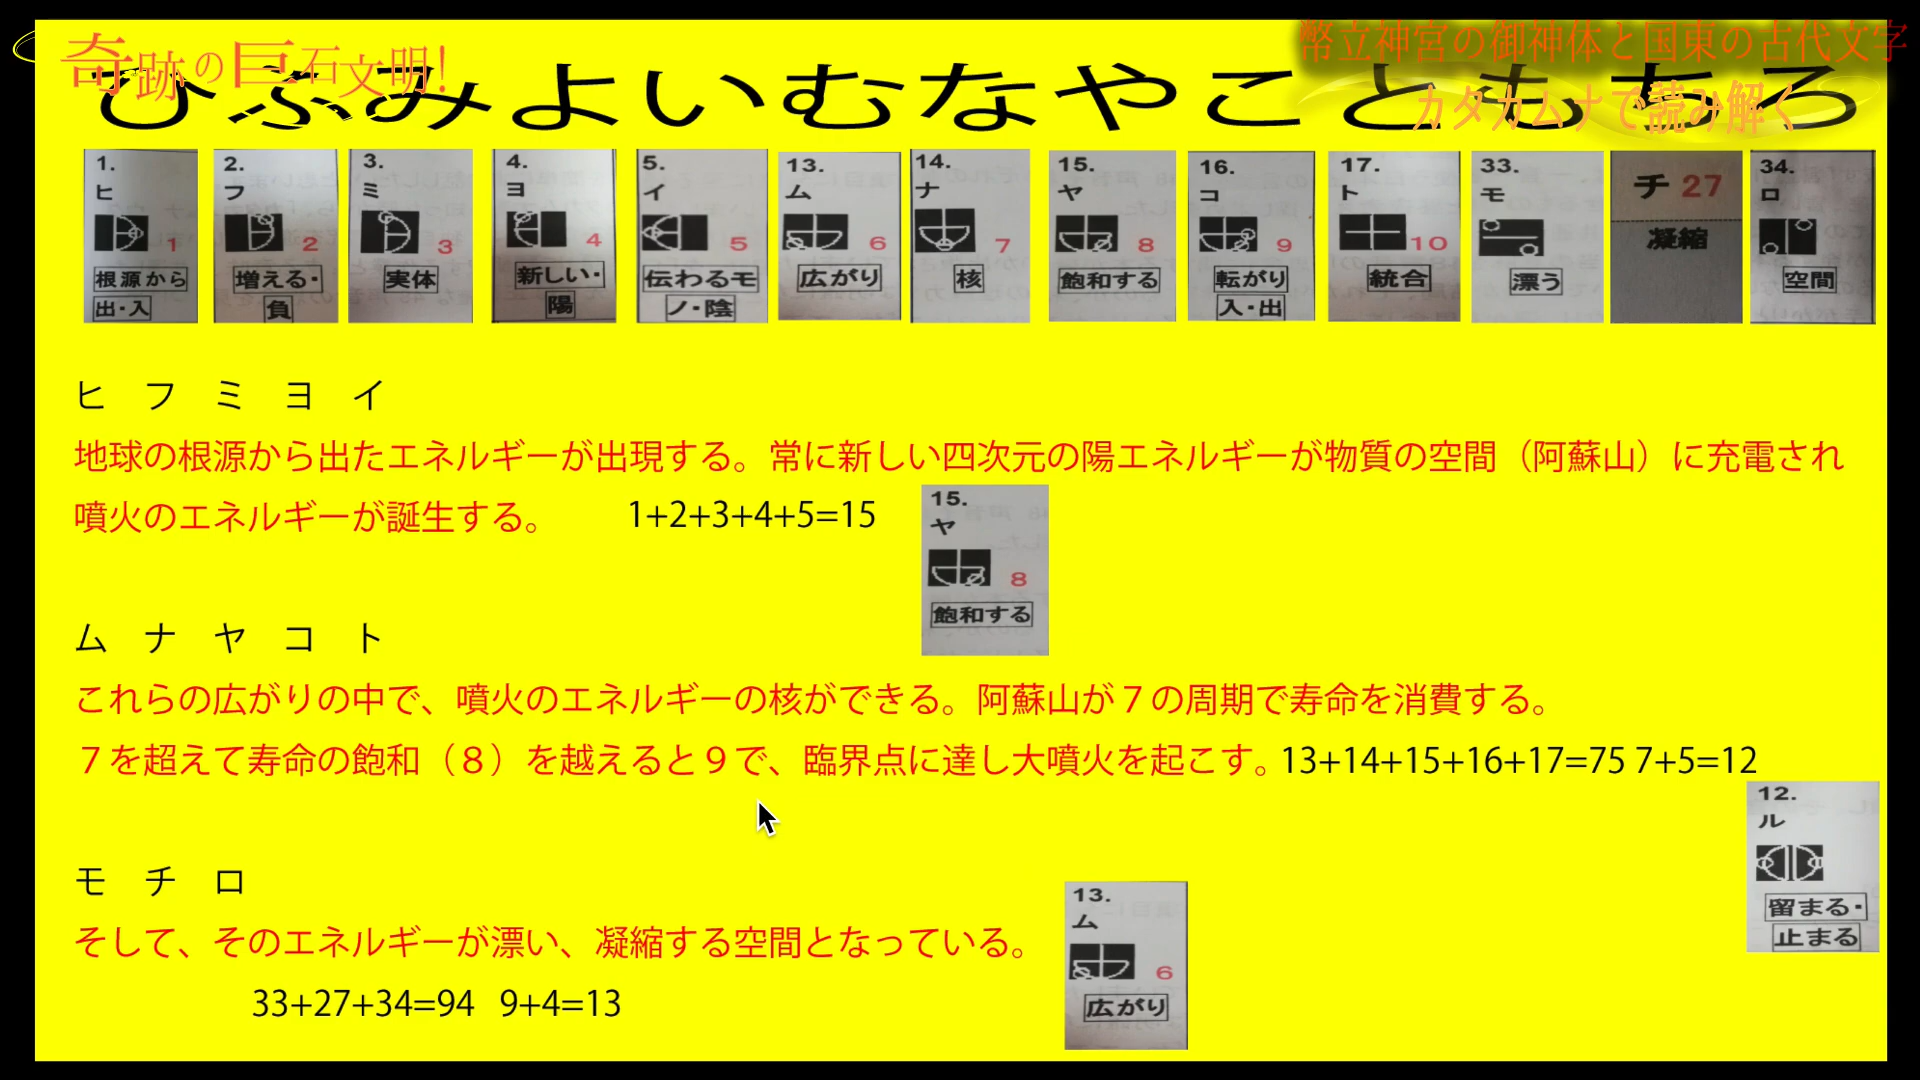 奇跡の巨石文明!
幣立神宮の御神体と国東の古代文字
カタカムナで読み解く
ひふみよいむなやこともちろ
1.
ヒ
1
根源から
出・入
2.
フ
2
増える・
負
3.
ミ
3
実体
4.
ヨ
4
新しい・
陽
5.
イ
5
伝わるモ
ノ・陰
13.
ム
6
広がり
14.
ナ
7
核
15.
ヤ
8
飽和する
16.
コ
9
転がり
入・出
17.
ト
10
統合
33.
モ
漂う
チ 27
凝縮
34.
ロ
空間
ヒ フ ミ ヨ イ
地球の根源から出たエネルギーが出現する。常に新しい四次元の陽エネルギーが物質の空間（阿蘇山）に充電され
噴火のエネルギーが誕生する。 1+2+3+4+5=15
15.
ヤ
8
飽和する
ム ナ ヤ コ ト
これらの広がりの中で、噴火のエネルギーの核ができる。阿蘇山が７の周期で寿命を消費する。
７を超えて寿命の飽和（８）を越えると９で、臨界点に達し大噴火を起こす。13+14+15+16+17=75 7+5=12
12.
ル
留まる・
止まる
モ チ ロ
そして、そのエネルギーが漂い、凝縮する空間となっている。
33+27+34=94 9+4=13
13.
ム
6
広がり